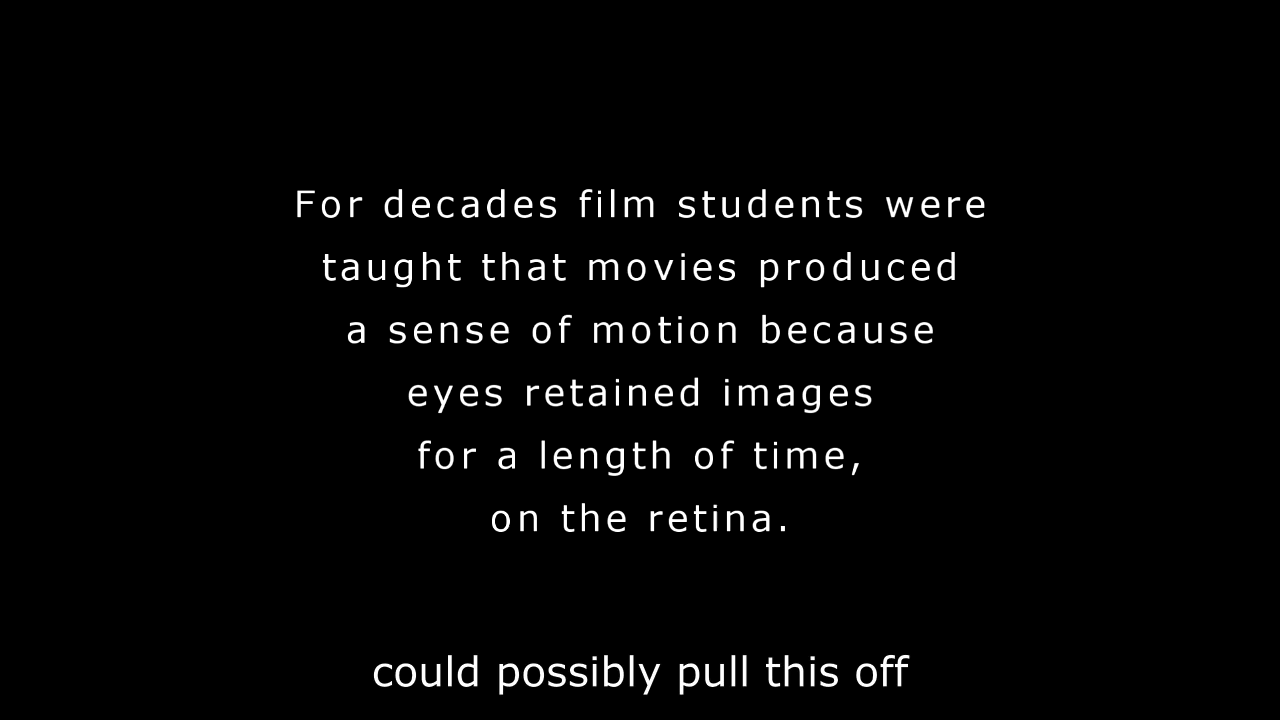 For decades film students were
taught that movies produced
a sense of motion because
eyes retained images
for a length of time,
on the retina.
could possibly pull this off